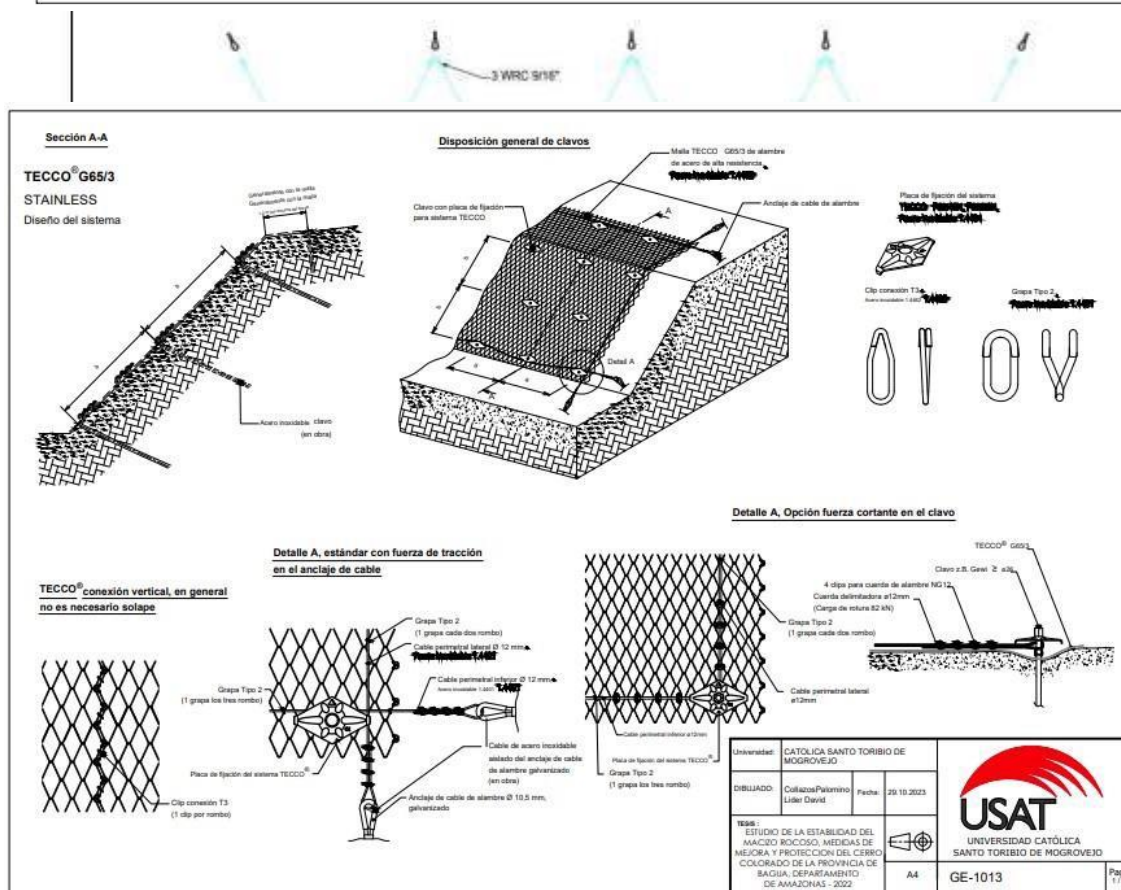 3 WRC 9/16"
Sección A-A
TECCO® G65/3
STAINLESS
Diseño del sistema
Acero inoxidable clavo
(en obra)
Disposición general de clavos
Malla TECCO G65/3 de alambre
de acero de alta resistencia
Clavo con placa de fijación
para sistema TECCO
Anclaje de cable de alambre
A
Detail A
Placa de fijación del sistema
Clip conexión T3
Grapa Tipo 2
TECCO® conexión vertical, en general
no es necesario solape
Clip conexión T3
(1 clip por rombo)
Detalle A, estándar con fuerza de tracción
en el anclaje de cable
Grapa Tipo 2
(1 grapa cada dos rombo)
Cable perimetral lateral Ø 12 mm
Cable perimetral inferior Ø 12 mm
Grapa Tipo 2
(1 grapa los tres rombo)
Placa de fijación del sistema TECCO®
Cable de acero inoxidable
aislado del anclaje de cable
de alambre galvanizado
(en obra)
Anclaje de cable de alambre Ø 10,5 mm,
galvanizado
Detalle A, Opción fuerza cortante en el clavo
TECCO® G65/3
Clavo z.B. Gewi ≥ ø28
4 clips para cuerda de alambre NG12
Cuerda delimitadora ø12mm
(Carga de rotura 82 kN)
Grapa Tipo 2
(1 grapa cada dos rombo)
Cable perimetral lateral
ø12mm
Cable perimetral inferior ø12mm
Placa de fijación del sistema TECCO®
Grapa Tipo 2
(1 grapa los tres rombo)
Universidad: CATOLICA SANTO TORIBIO DE
MOGROVEJO
DIBUJADO: CollazosPalomino
Lider David
Fecha: 29.10.2023
TESIS :
ESTUDIO DE LA ESTABILIDAD DEL
MACIZO ROCOSO, MEDIDAS DE
MEJORA Y PROTECCION DEL CERRO
COLORADO DE LA PROVINCIA DE
BAGUA, DEPARTAMENTO
DE AMAZONAS - 2022
A4
USAT
UNIVERSIDAD CATÓLICA
SANTO TORIBIO DE MOGROVEJO
GE-1013